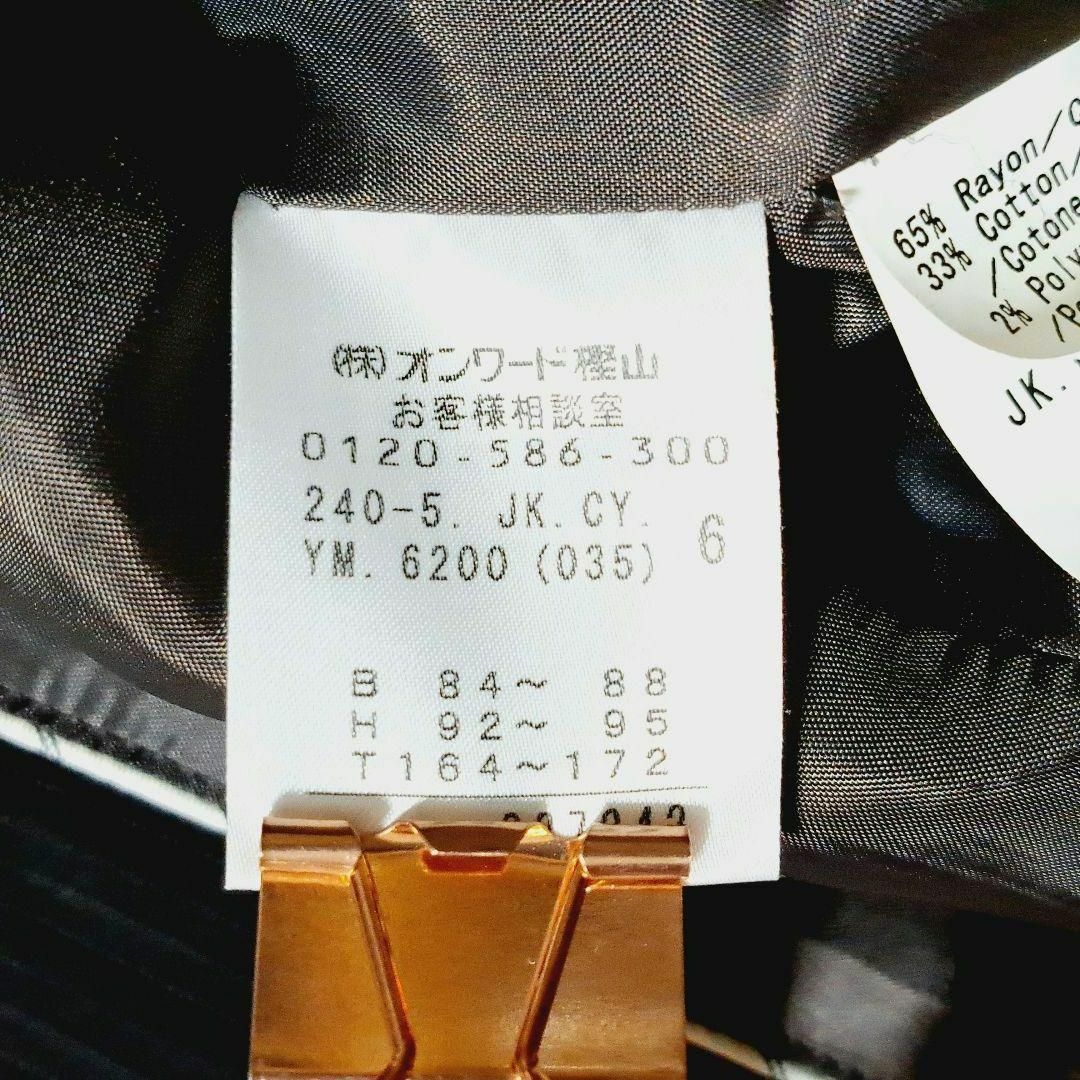 (株)オンワード樫山
お客様相談室
0120-586-300
240-5. JK.CY.
YM. 6200 (035) 6
B 84~ 88
H 92~ 95
T164~172
65% Rayon/
33% Cotton/
/Cotone
2%
JK.